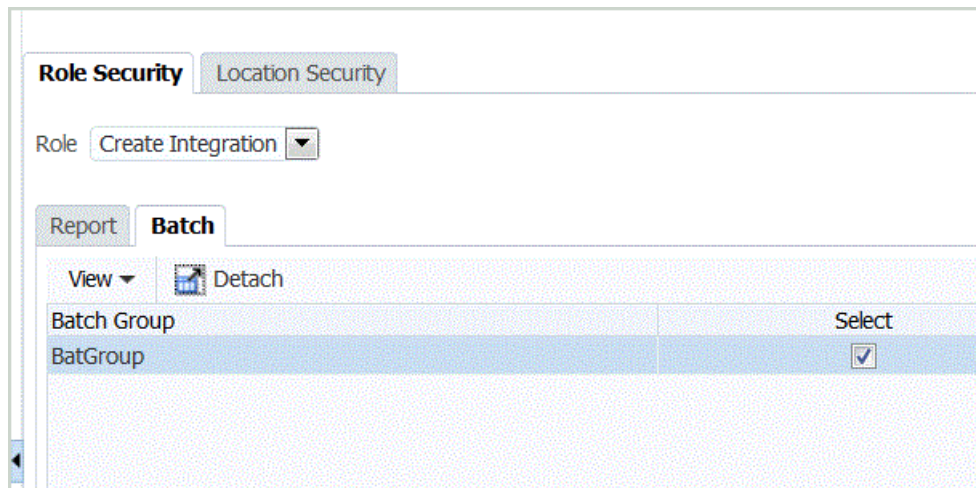 Role Security Location Security
Role Create Integration
Report Batch
View Detach
Batch Group Select
BatGroup